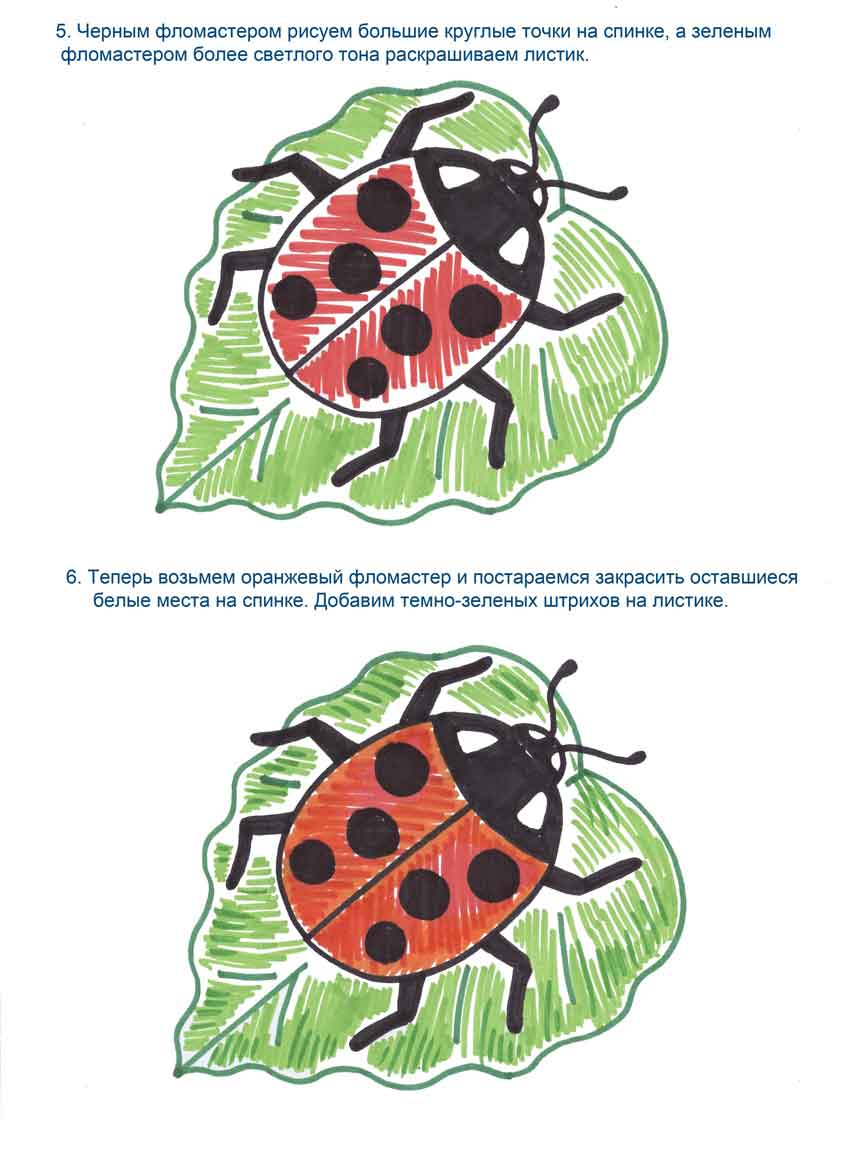 5. Черным фломастером рисуем большие круглые точки на спинке, а зеленым
фломастером более светлого тона раскрашиваем листик.
6. Теперь возьмем оранжевый фломастер и постараемся закрасить оставшиеся
белые места на спинке. Добавим темно-зеленых штрихов на листике.